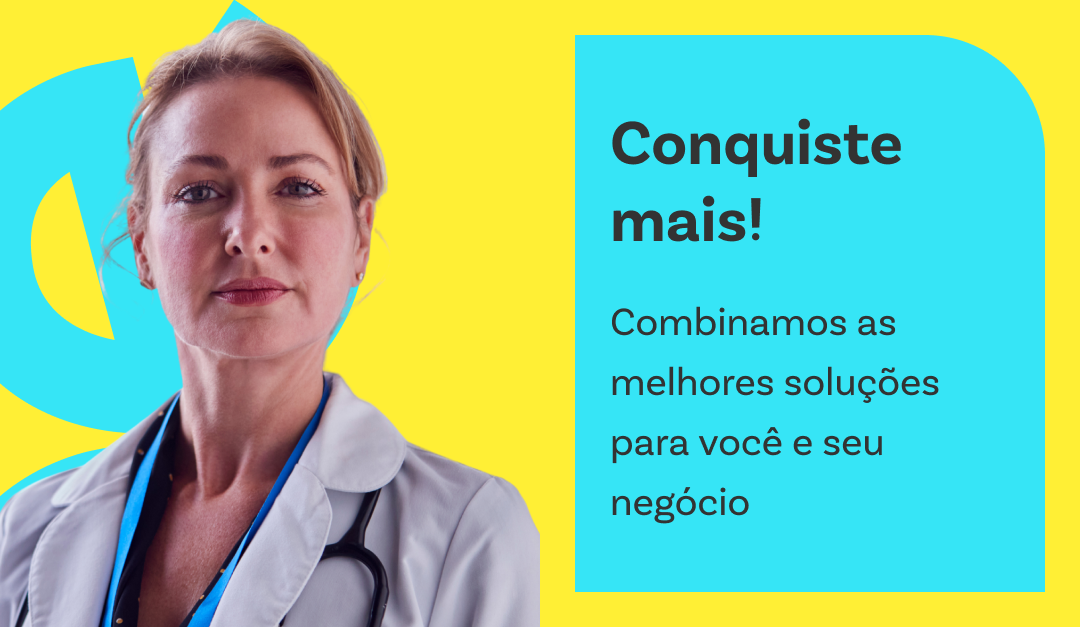 Conquiste
mais!
Combinamos as
melhores soluções
para você e seu
negócio